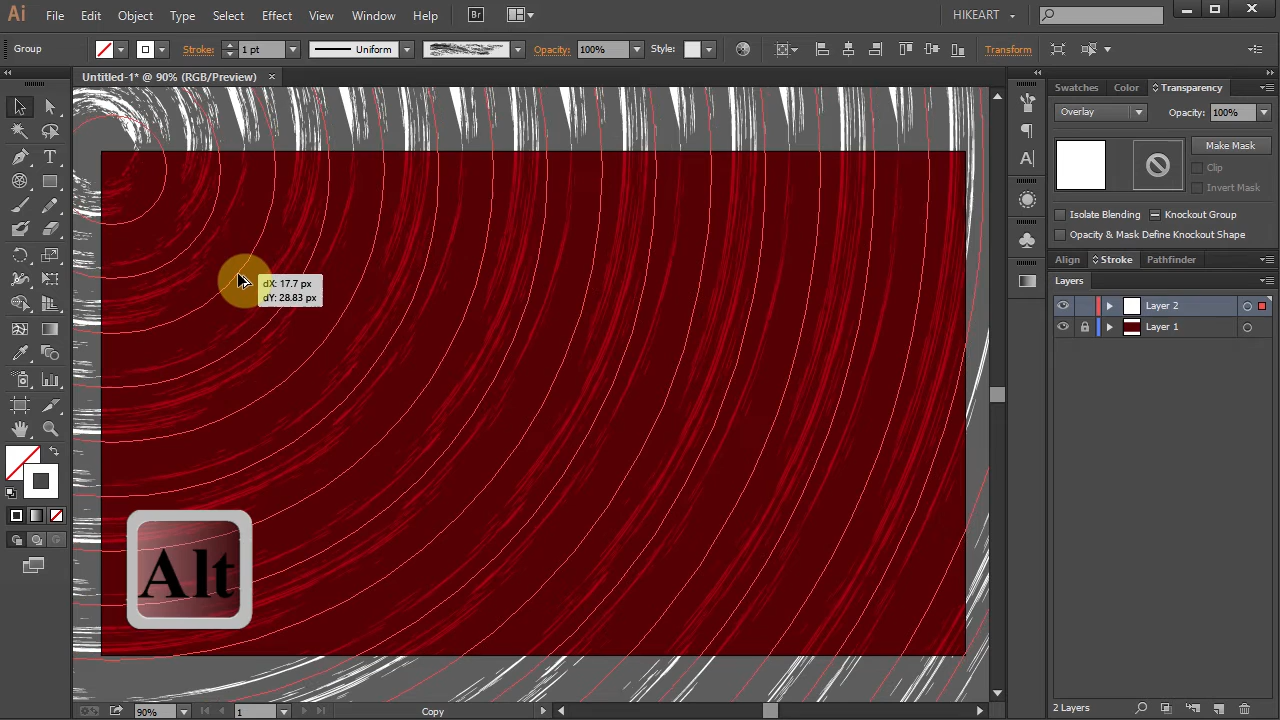 Ai File Edit Object Type Select Effect View Window Help Br HIKEART
Group Stroke: 1 pt Uniform Opacity: 100% Style: Transform
Untitled-1* @ 90% (RGB/Preview)
Swatches Color Transparency
Overlay Opacity: 100%
Make Mask
Clip
Invert Mask
Isolate Blending Knockout Group
Opacity & Mask Define Knockout Shape
Align Stroke Pathfinder
Layers
Layer 2
Layer 1
dX: 17.7 px
dY: 28.83 px
Alt
90% 1 Copy
2 Layers